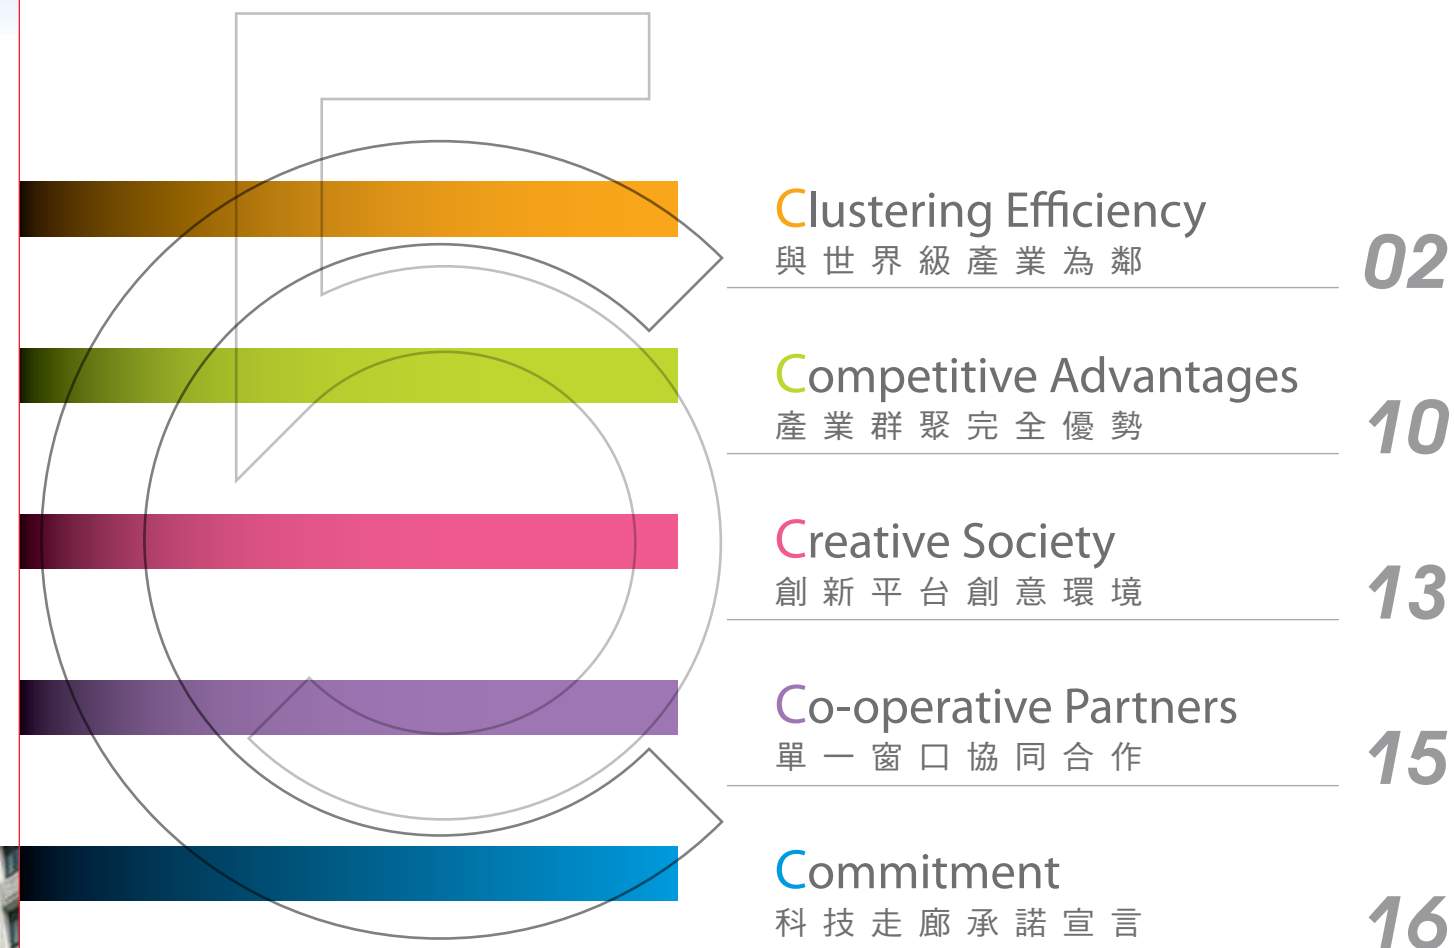 Clustering Efficiency
與世界級產業為鄰
02
Competitive Advantages
產業群聚完全優勢
10
Creative Society
創新平台創意環境
13
Co-operative Partners
單一窗口協同合作
15
Commitment
科技走廊承諾宣言
16